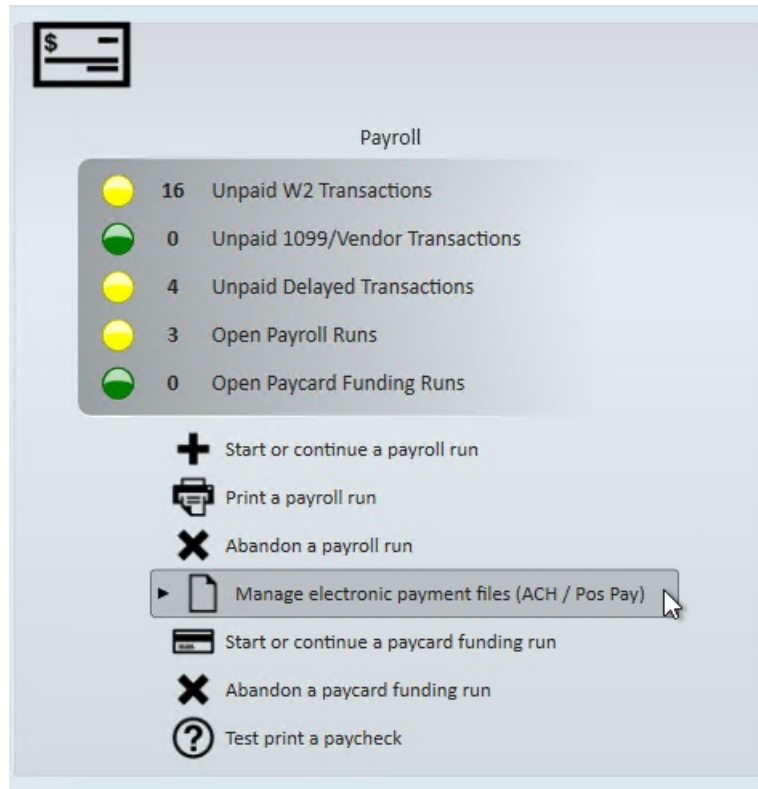 $
Payroll
16 Unpaid W2 Transactions
0 Unpaid 1099/Vendor Transactions
4 Unpaid Delayed Transactions
3 Open Payroll Runs
0 Open Paycard Funding Runs
Start or continue a payroll run
Print a payroll run
Abandon a payroll run
Manage electronic payment files (ACH / Pos Pay)
Start or continue a paycard funding run
Abandon a paycard funding run
? Test print a paycheck